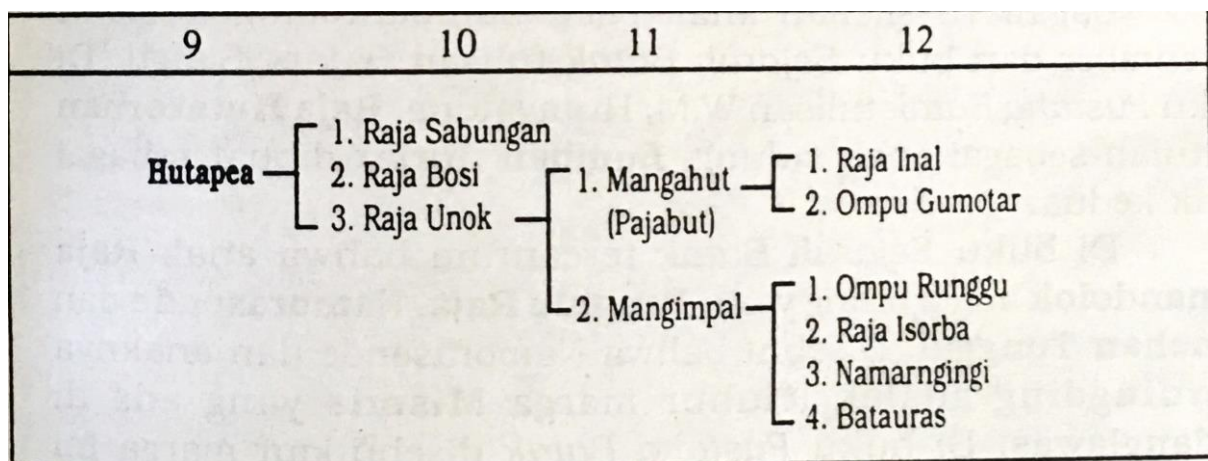 9 10 11 12
1. Raja Sabungan
Hutapea 2. Raja Bosi 1. Mangahut 1. Raja Inal
3. Raja Unok (Pajabut) 2. Ompu Gumotar
2. Mangimpal 1. Ompu Runggu
2. Raja Isorba
3. Namarngingi
4. Batauras